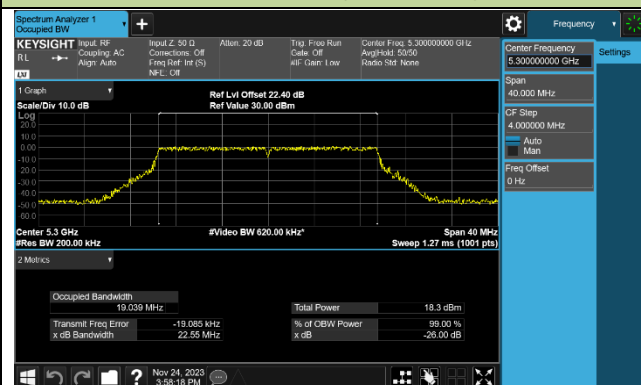 Spectrum Analyzer 1
Occupied BW
+
Frequency
KEYSIGHT Input: RF Input Z: 50 Ω Atten: 20 dB Trig: Free Run Center Freq: 5.300000000 GHz
RL Coupling: AC Corrections: Off Gate: Off Avg|Hold: 50/50
Align: Auto Freq Ref: Int (S) #IF Gain: Low Radio Std: None
LXI NFE: Off
Center Frequency
5.300000000 GHz
Settings
Span
40.000 MHz
CF Step
4.000000 MHz
Auto
Man
Freq Offset
0 Hz
1 Graph
Ref Lvl Offset 22.40 dB
Scale/Div 10.0 dB Ref Value 30.00 dBm
Log
20.0
10.0
0.00
-10.0
-20.0
-30.0
-40.0
-50.0
-60.0
Center 5.3 GHz #Video BW 620.00 kHz* Span 40 MHz
#Res BW 200.00 kHz Sweep 1.27 ms (1001 pts)
2 Metrics
Occupied Bandwidth
19.039 MHz Total Power 18.3 dBm
Transmit Freq Error -19.085 kHz % of OBW Power 99.00 %
x dB Bandwidth 22.55 MHz x dB -26.00 dB
? Nov 24, 2023
3:58:18 PM